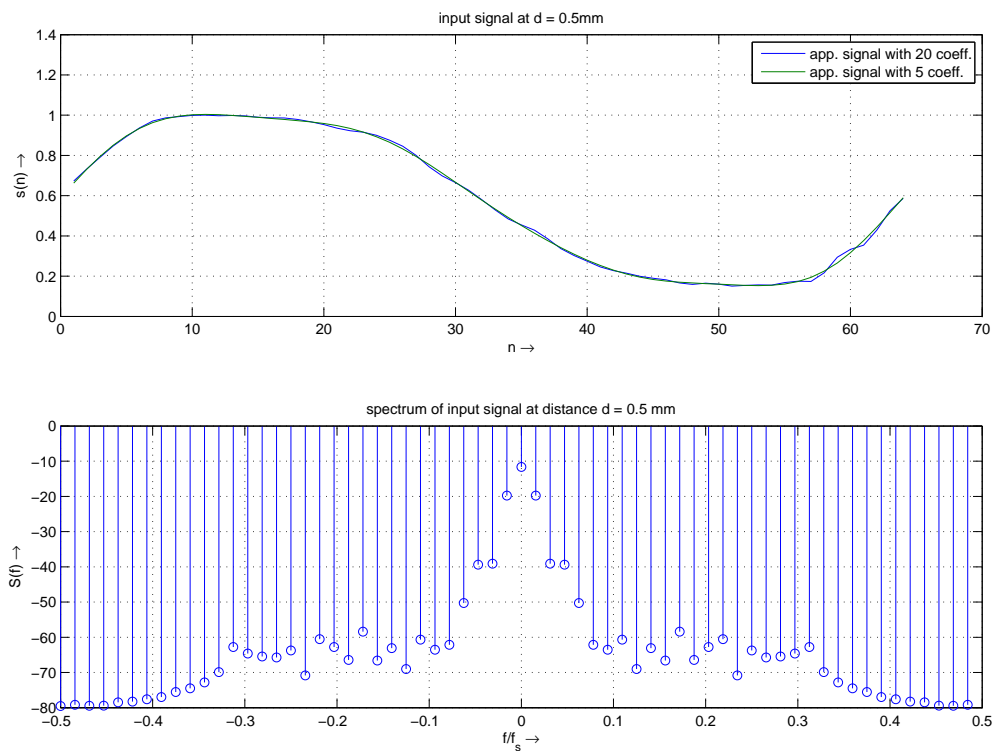 input signal at d = 0.5mm
1.4
1.2
1
0.8
0.6
0.4
0.2
0
s(n) →
app. signal with 20 coeff.
app. signal with 5 coeff.
0 10 20 30 40 50 60 70
n →
spectrum of input signal at distance d = 0.5 mm
0
−10
−20
−30
−40
−50
−60
−70
−80
S(f) →
−0.5 −0.4 −0.3 −0.2 −0.1 0 0.1 0.2 0.3 0.4 0.5
f/f_s →